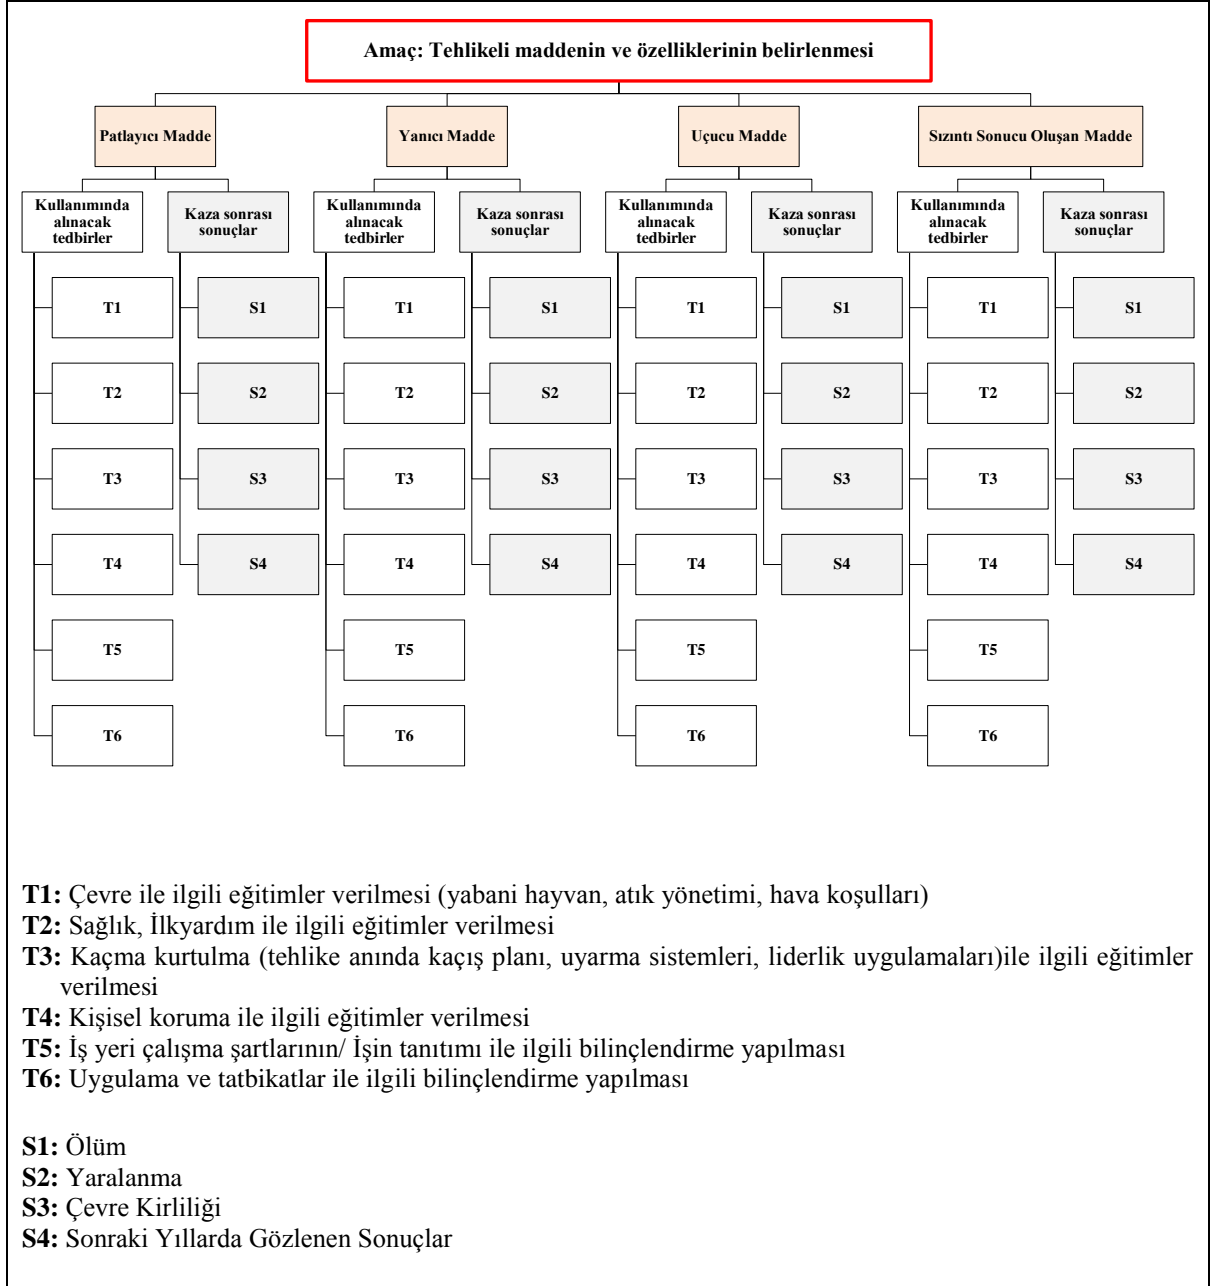 Amaç: Tehlikeli maddenin ve özelliklerinin belirlenmesi
Patlayıcı Madde
Yanıcı Madde
Uçucu Madde
Sızıntı Sonucu Oluşan Madde
Kullanımında
alınacak
tedbirler
Kaza sonrası
sonuçlar
Kullanımında
alınacak
tedbirler
Kaza sonrası
sonuçlar
Kullanımında
alınacak
tedbirler
Kaza sonrası
sonuçlar
Kullanımında
alınacak
tedbirler
Kaza sonrası
sonuçlar
T1 S1 T1 S1 T1 S1 T1 S1
T2 S2 T2 S2 T2 S2 T2 S2
T3 S3 T3 S3 T3 S3 T3 S3
T4 S4 T4 S4 T4 S4 T4 S4
T5 T5 T5 T5
T6 T6 T6 T6
T1: Çevre ile ilgili eğitimler verilmesi (yabani hayvan, atık yönetimi, hava koşulları)
T2: Sağlık, İlkyardım ile ilgili eğitimler verilmesi
T3: Kaçma kurtulma (tehlike anında kaçış planı, uyarma sistemleri, liderlik uygulamaları)ile ilgili eğitimler
verilmesi
T4: Kişisel koruma ile ilgili eğitimler verilmesi
T5: İş yeri çalışma şartlarının/ İşin tanıtımı ile ilgili bilinçlendirme yapılması
T6: Uygulama ve tatbikatlar ile ilgili bilinçlendirme yapılması
S1: Ölüm
S2: Yaralanma
S3: Çevre Kirliliği
S4: Sonraki Yıllarda Gözlenen Sonuçlar